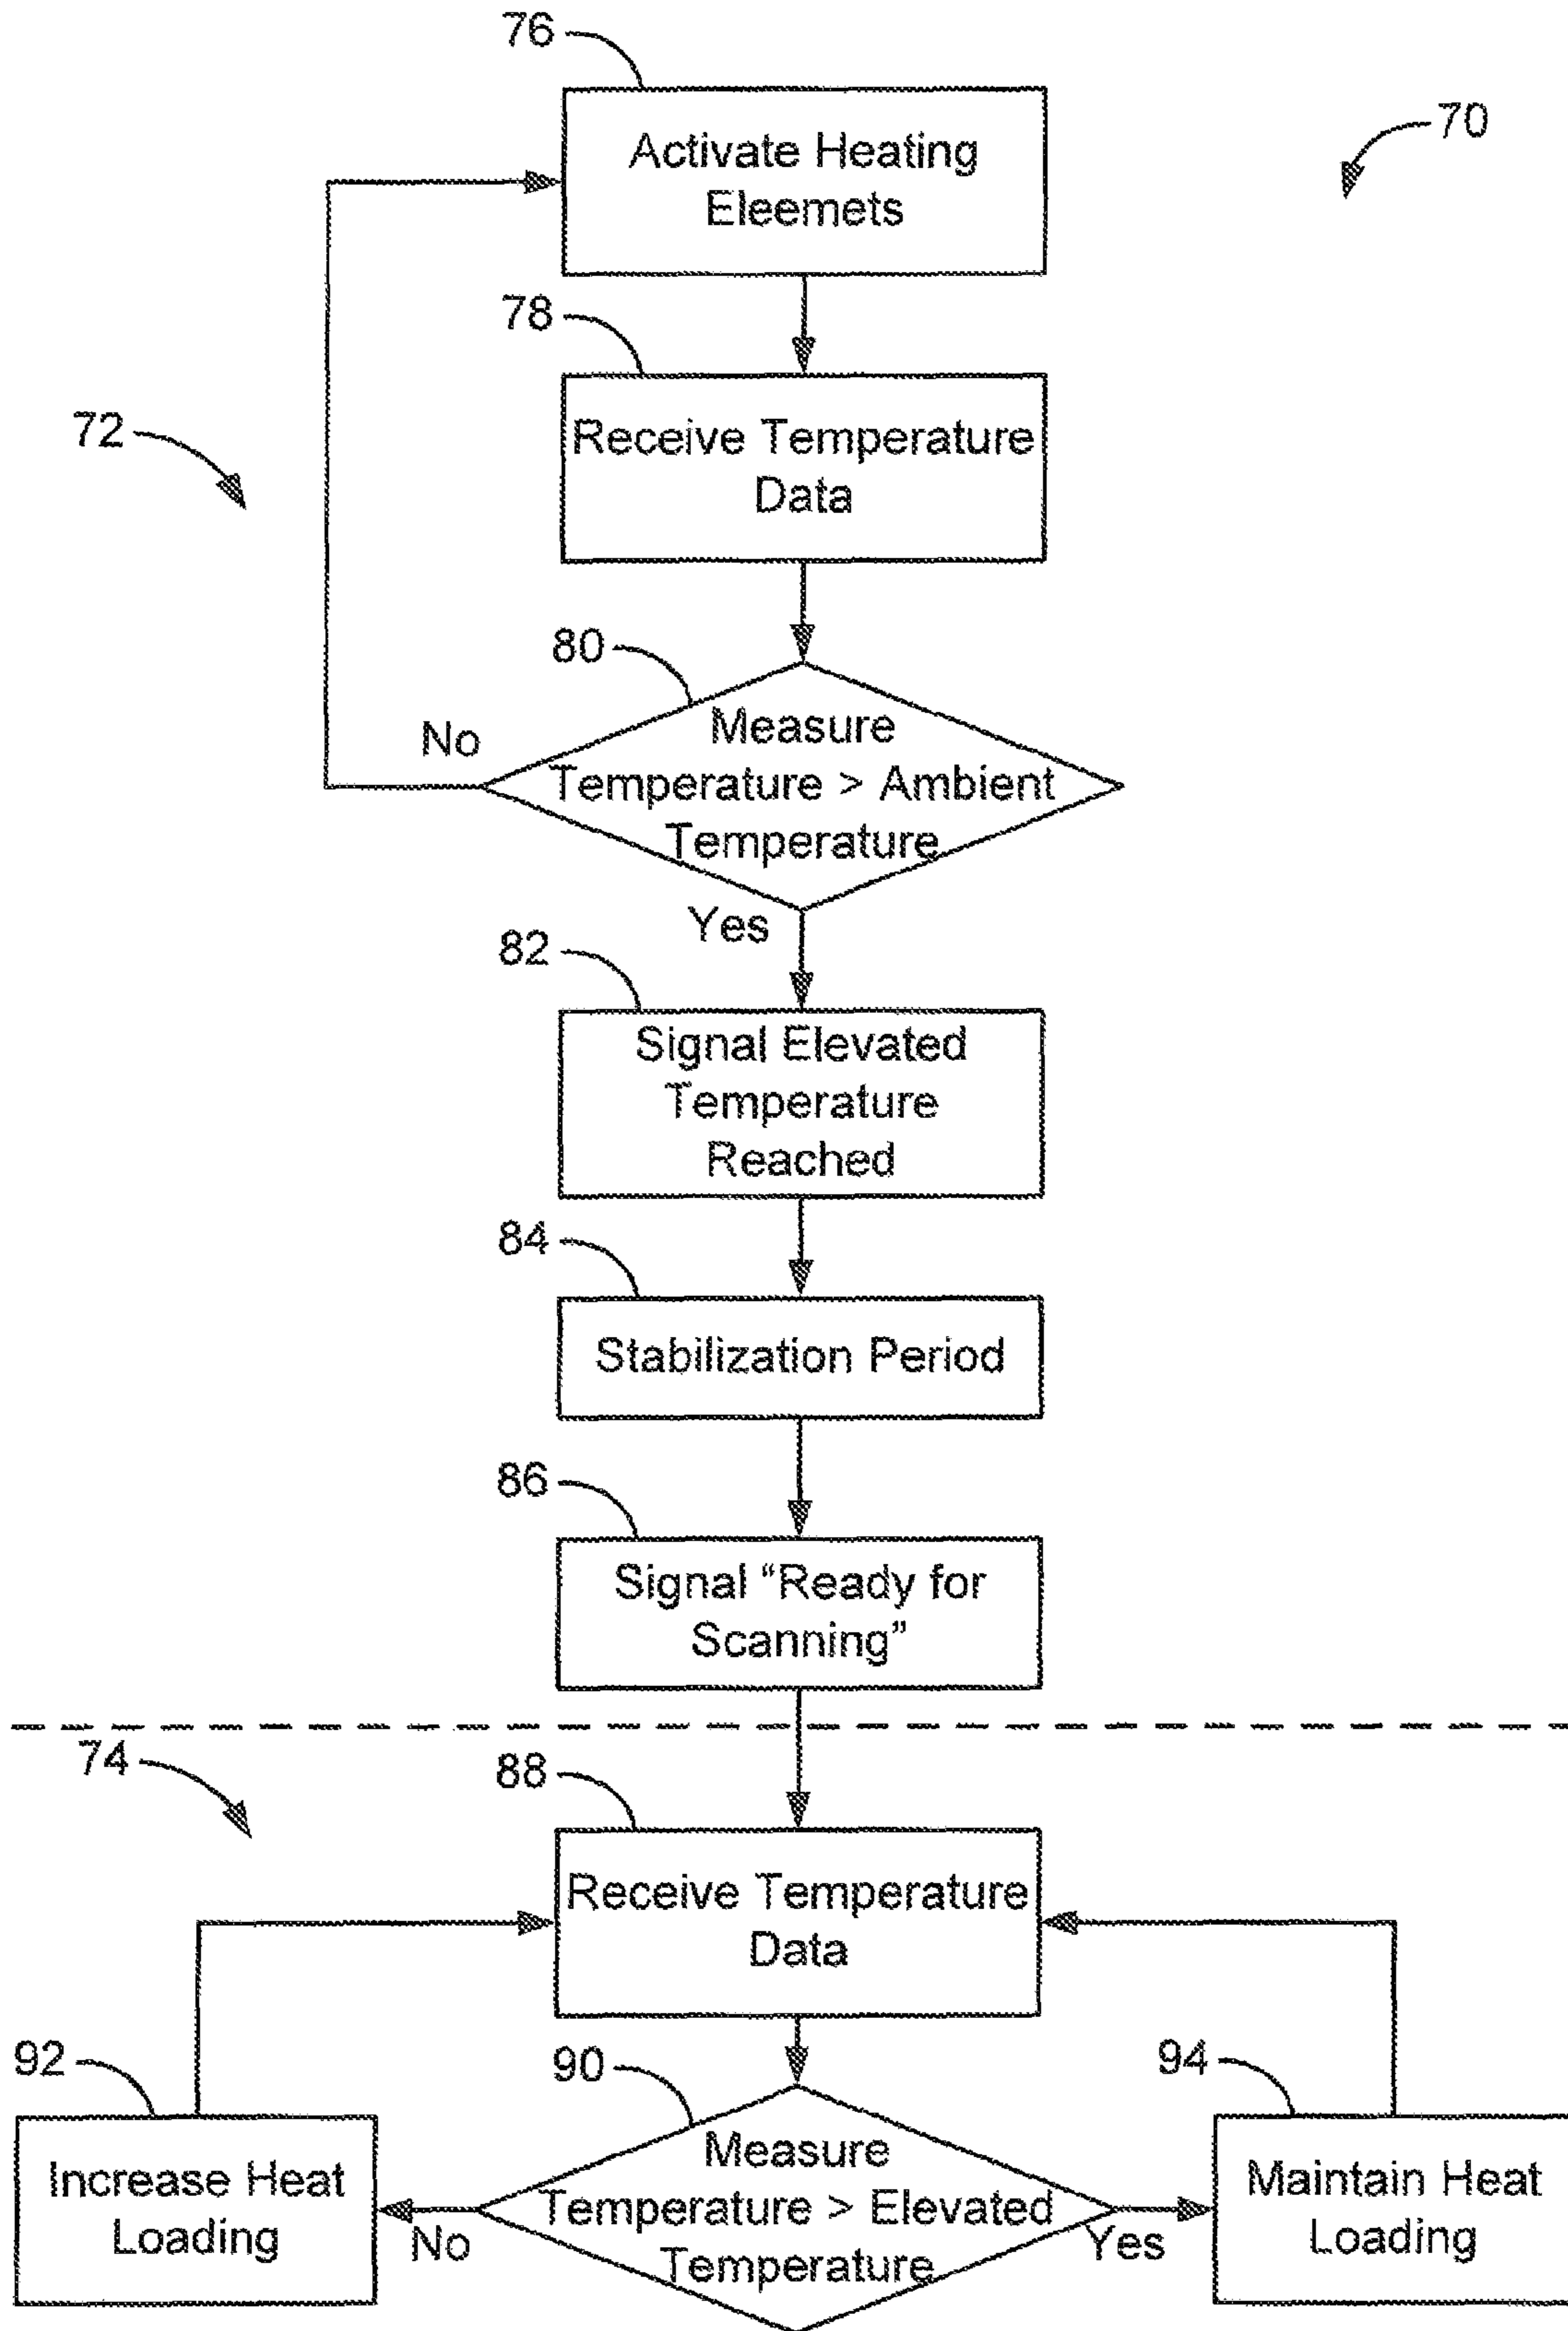 76
70
Activate Heating
Eleemets
78
72
Receive Temperature
Data
80
No
Measure
Temperature > Ambient
Temperature
Yes
82
Signal Elevated
Temperature
Reached
84
Stabilization Period
86
Signal “Ready for
Scanning”
74
88
Receive Temperature
Data
92
90
94
Increase Heat
Loading
No
Measure
Temperature > Elevated
Temperature
Yes
Maintain Heat
Loading